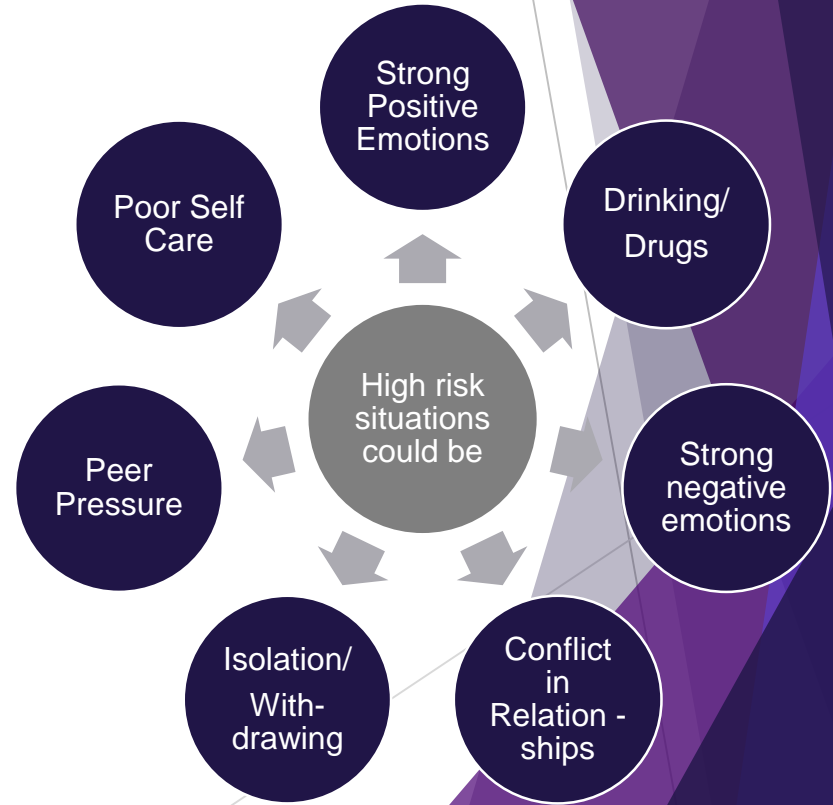 Strong
Positive
Emotions
Drinking/
Drugs
Strong
negative
emotions
Conflict
in
Relation -
ships
Isolation/
With-
drawing
Peer
Pressure
Poor Self
Care
High risk
situations
could be